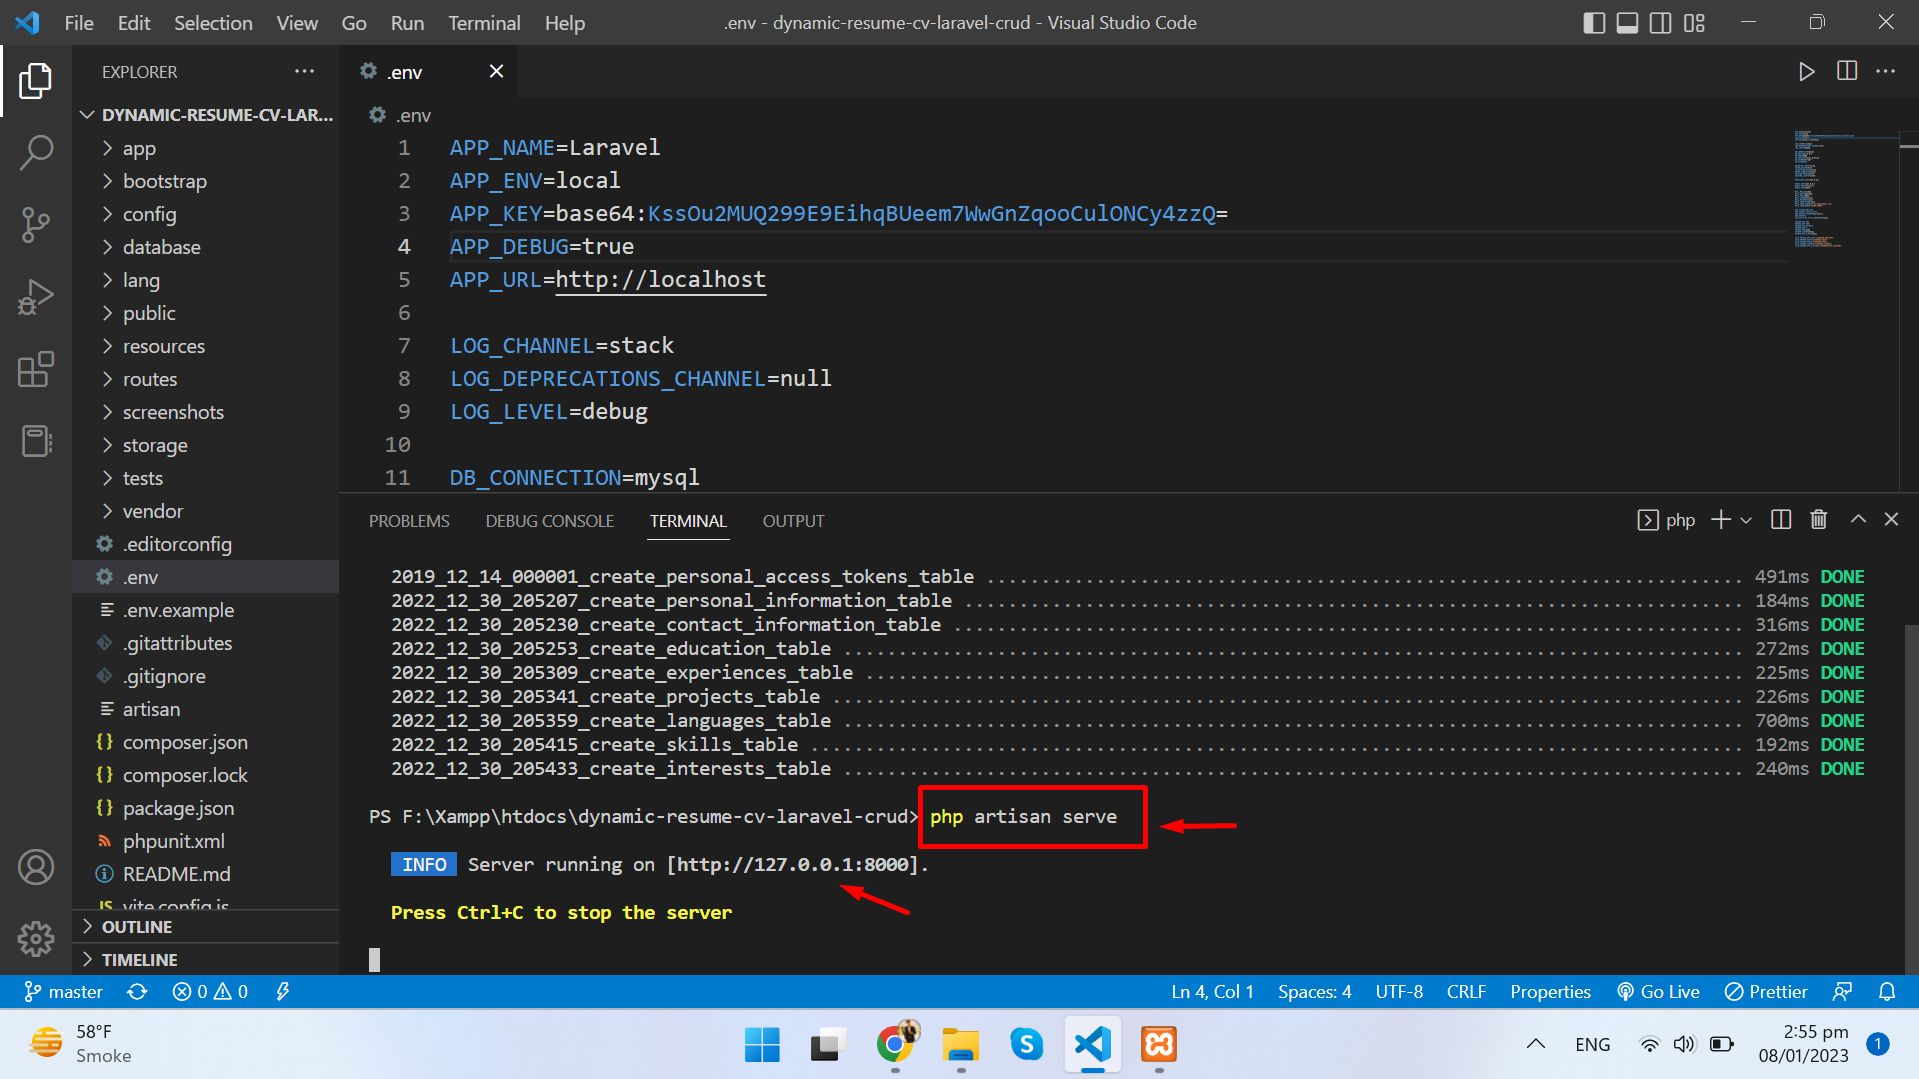 File Edit Selection View Go Run Terminal Help
.env - dynamic-resume-cv-laravel-crud - Visual Studio Code
EXPLORER
DYNAMIC-RESUME-CV-LAR...
app
bootstrap
config
database
lang
public
resources
routes
screenshots
storage
tests
vendor
.editorconfig
.env
.env.example
.gitattributes
.gitignore
artisan
composer.json
composer.lock
package.json
phpunit.xml
README.md
vite.config.js
OUTLINE
TIMELINE
.env
.env
1 APP_NAME=Laravel
2 APP_ENV=local
3 APP_KEY=base64:KssOu2MUQ299E9EihqBUeem7WwGnZqooCulONCy4zzQ=
4 APP_DEBUG=true
5 APP_URL=http://localhost
6
7 LOG_CHANNEL=stack
8 LOG_DEPRECATIONS_CHANNEL=null
9 LOG_LEVEL=debug
10
11 DB_CONNECTION=mysql
PROBLEMS DEBUG CONSOLE TERMINAL OUTPUT
php
2019_12_14_000001_create_personal_access_tokens_table ..................................................................... 491ms DONE
2022_12_30_205207_create_personal_information_table ....................................................................... 184ms DONE
2022_12_30_205230_create_contact_information_table ........................................................................ 316ms DONE
2022_12_30_205253_create_education_table .................................................................................. 272ms DONE
2022_12_30_205309_create_experiences_table ................................................................................ 225ms DONE
2022_12_30_205341_create_projects_table ................................................................................... 226ms DONE
2022_12_30_205359_create_languages_table .................................................................................. 700ms DONE
2022_12_30_205415_create_skills_table ..................................................................................... 192ms DONE
2022_12_30_205433_create_interests_table .................................................................................. 240ms DONE
PS F:\Xampp\htdocs\dynamic-resume-cv-laravel-crud> php artisan serve
INFO Server running on [http://127.0.0.1:8000].
Press Ctrl+C to stop the server
master 0 0
Ln 4, Col 1 Spaces: 4 UTF-8 CRLF Properties Go Live Prettier
58°F
Smoke
S
ENG
2:55 pm
08/01/2023
1